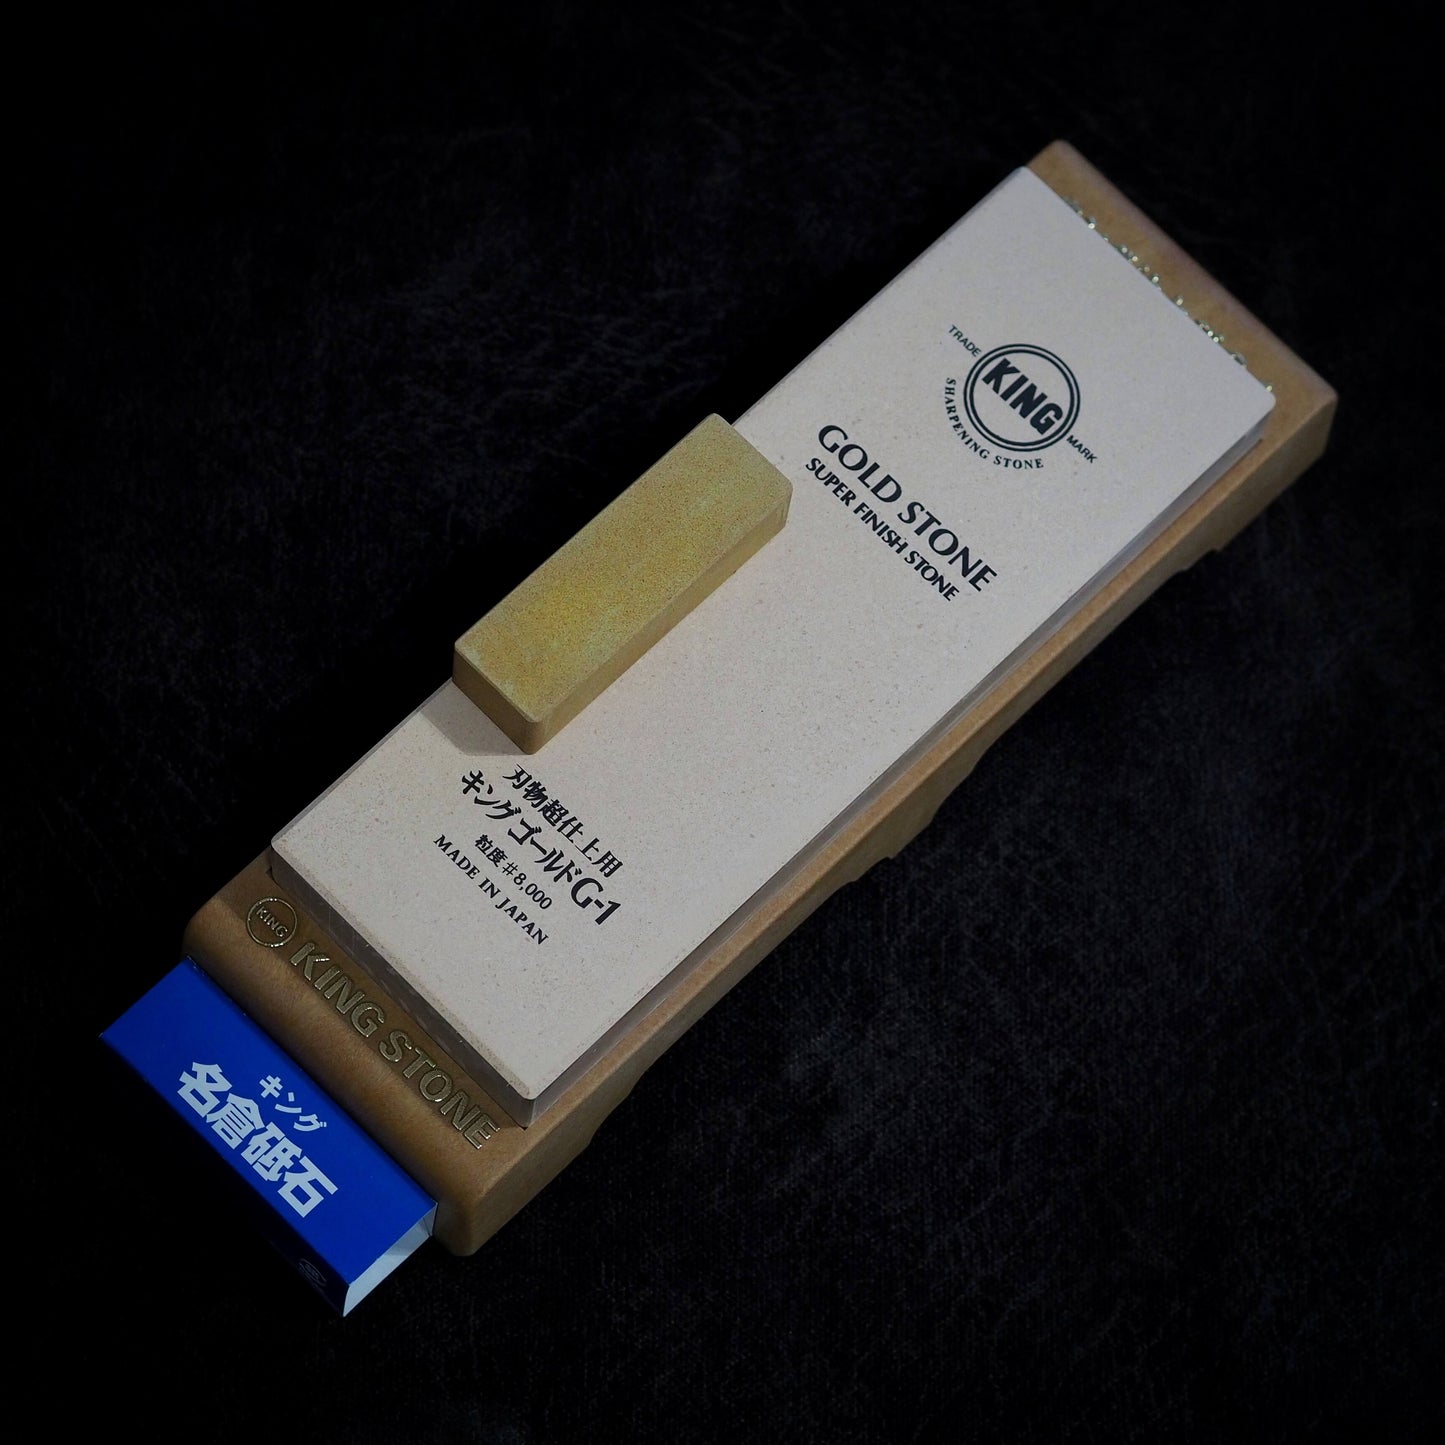 TRADE
KING
MARK
SHARPENING STONE
GOLD STONE
SUPER FINISH STONE
刃物超仕上用
キングゴールドG-1
粒度#8,000
MADE IN JAPAN
KING
KING STONE
キング
名倉砥石